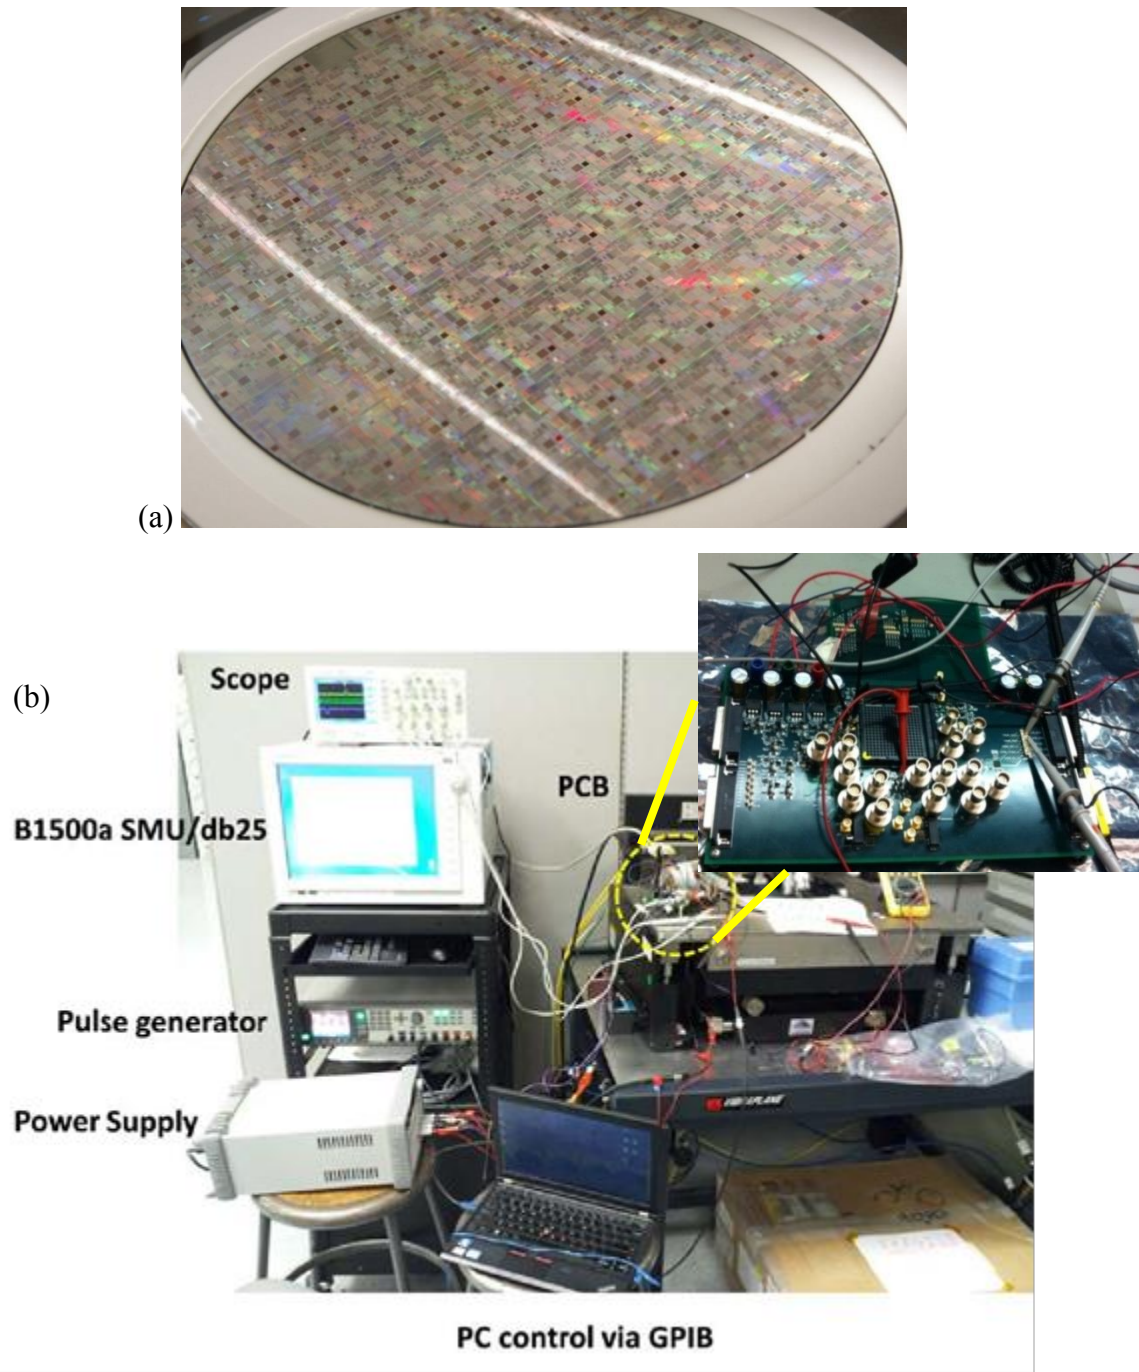 (a)
(b)
Scope
PCB
B1500a SMU/db25
Pulse generator
Power Supply
PC control via GPIB